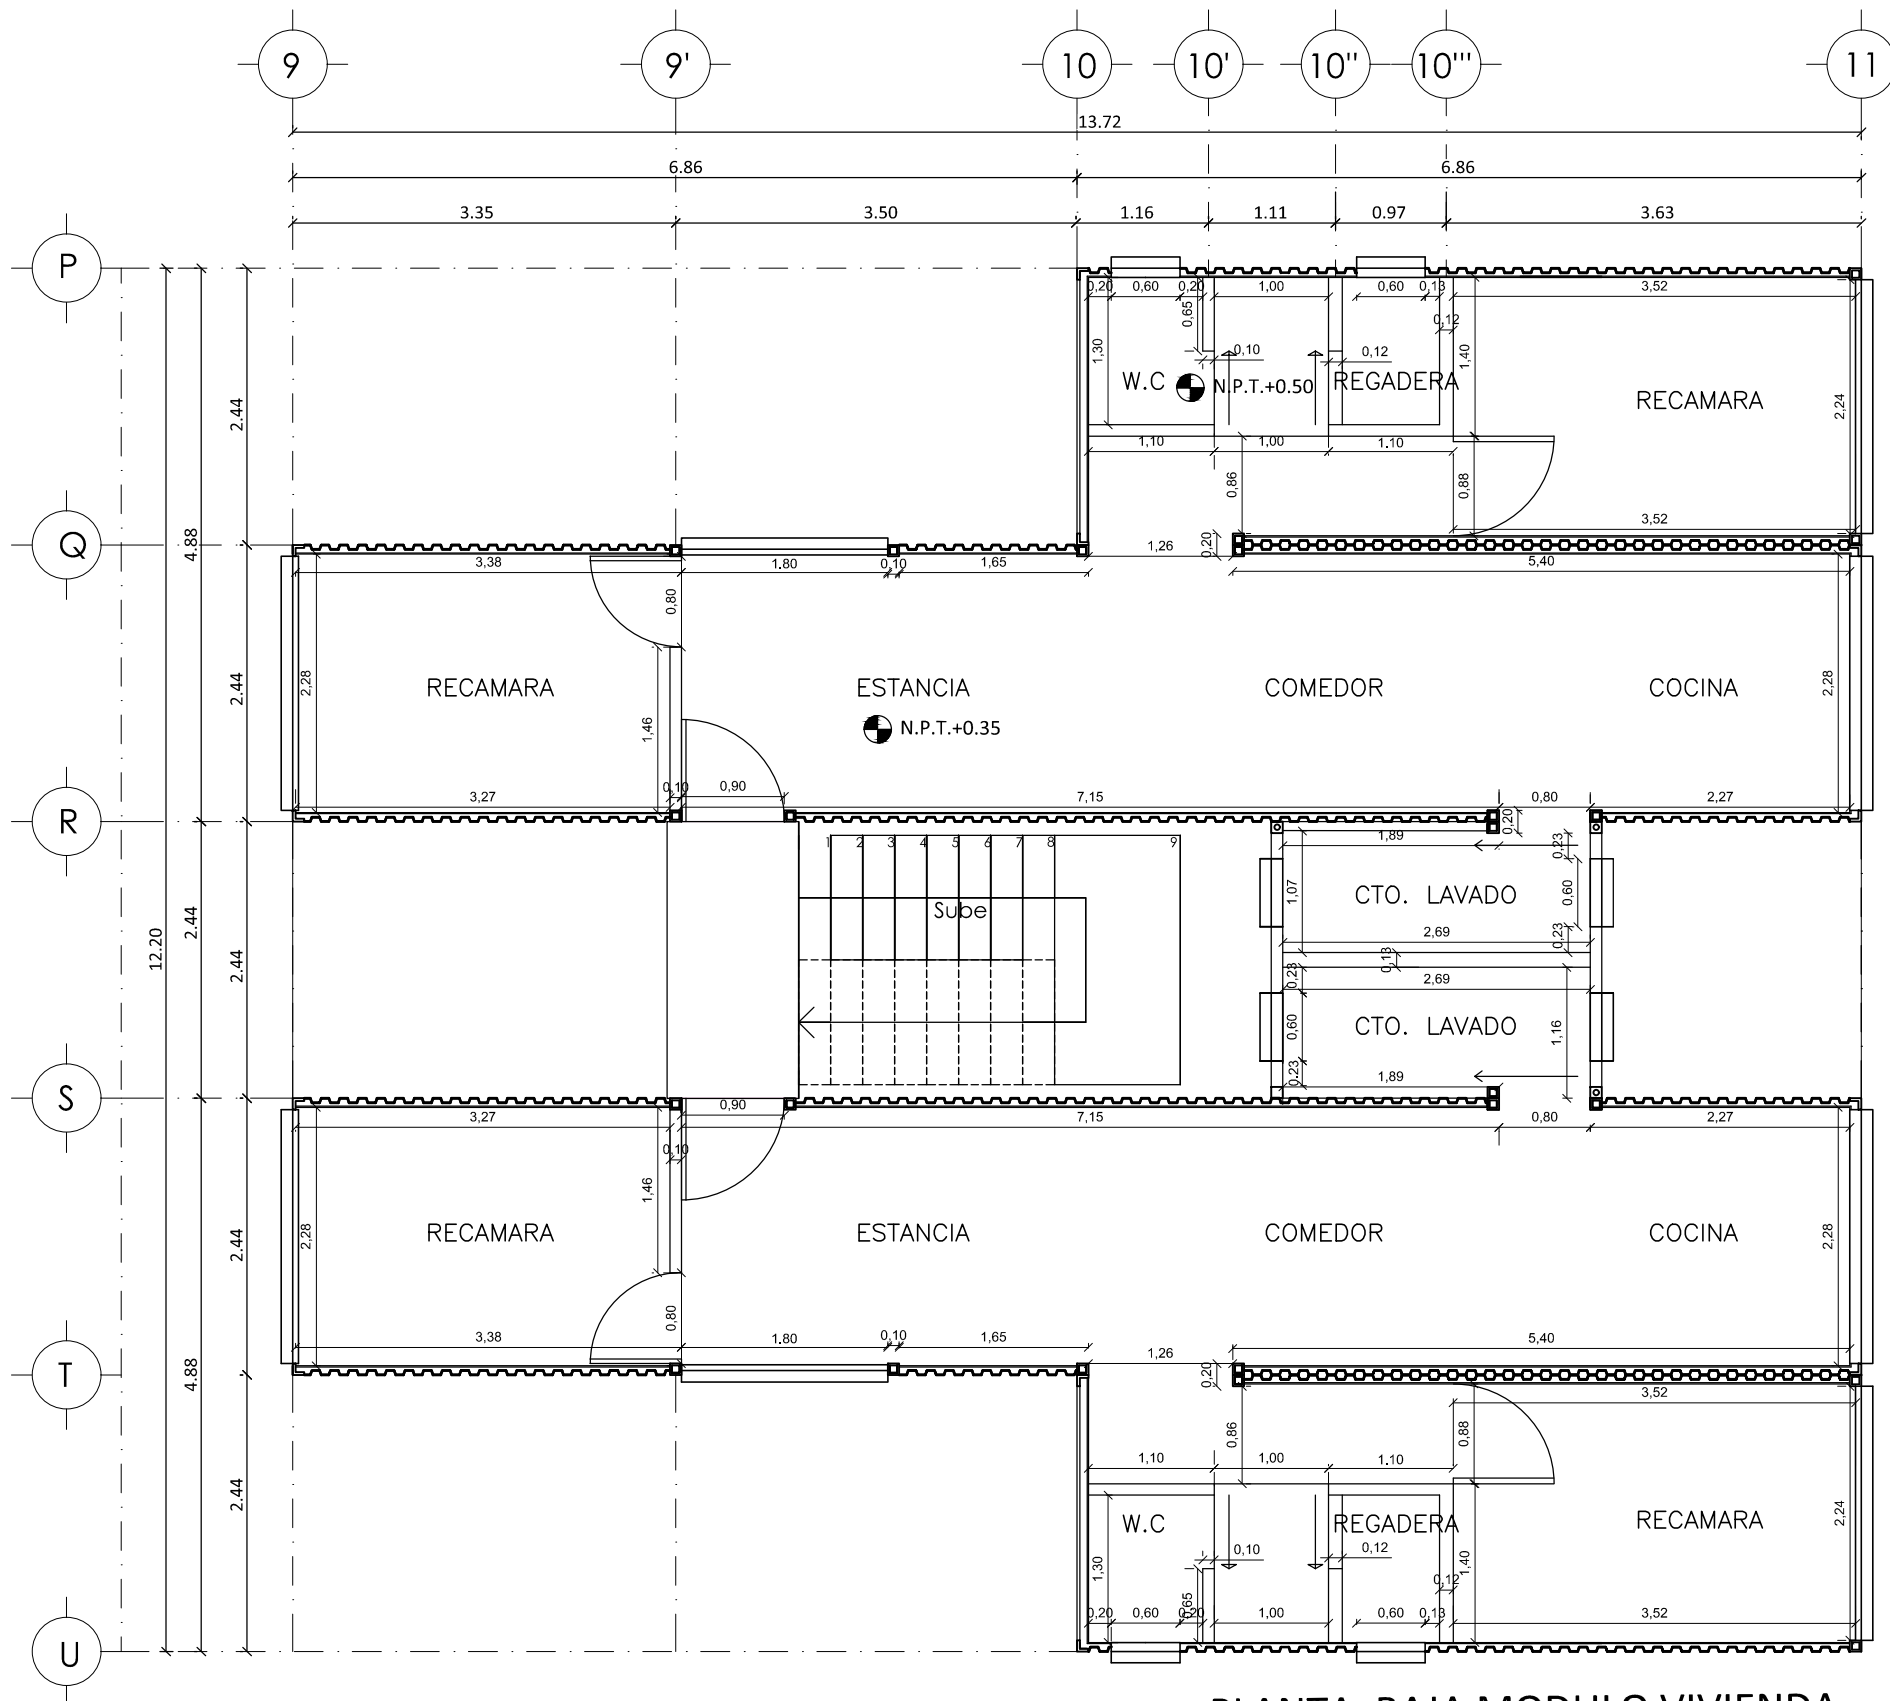 9 9' 10 10' 10'' 10''' 11
13.72
6.86 6.86
3.35 3.50 1.16 1.11 0.97 3.63
P
0,20 0,60 0,20 1,00 0,60 0,13 3,52
0,65 0,12
1,30 0,10 0,12 1,40
W.C N.P.T.+0.50 REGADERA RECAMARA 2,24
2.44
1,10 1,00 1.10
0,86 0,88
3,52
Q 4.88
1,26 0,20
3,38 1.80 0,10 1,65 5,40
0,80
2.44 2,28 RECAMARA ESTANCIA COMEDOR COCINA 2,28
1,46 N.P.T.+0.35
0,10 0,90
3,27 7,15 0,80 2,27
R
0,20
1 2 3 4 5 6 7 8 9 1,89 0,23
1,07 CTO. LAVADO 0,60
Sube
2.44 12.20 2,69 0,23
2.44 0,13
0,23 2,69
0,60 CTO. LAVADO 1,16
0.23 1,89
S
0,90
3,27 7,15 0,80 2,27
0,10
1,46
2.44 2,28 RECAMARA ESTANCIA COMEDOR COCINA 2,28
0,80
3,38 1.80 0,10 1,65 5,40
1,26 0,20
T 4.88
3,52
0,86 0,88
1,10 1,00 1.10
2.44
W.C REGADERA RECAMARA 2,24
1,30 0,10 0,12 1,40
0,65 0,12
0,20 0,60 0,20 1,00 0,60 0,13 3,52
U